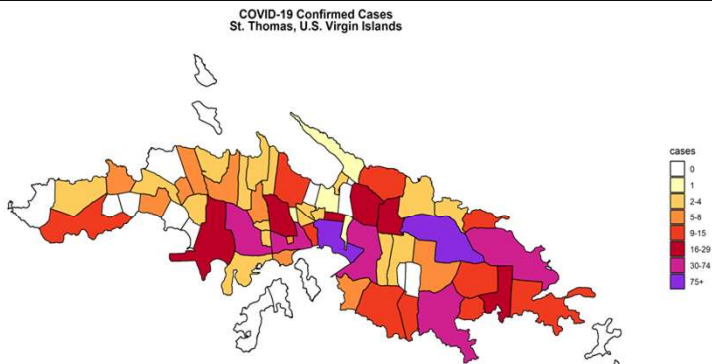 COVID-19 Confirmed Cases
St. Thomas, U.S. Virgin Islands
cases
0
1
2-4
5-8
9-15
16-29
30-74
75+